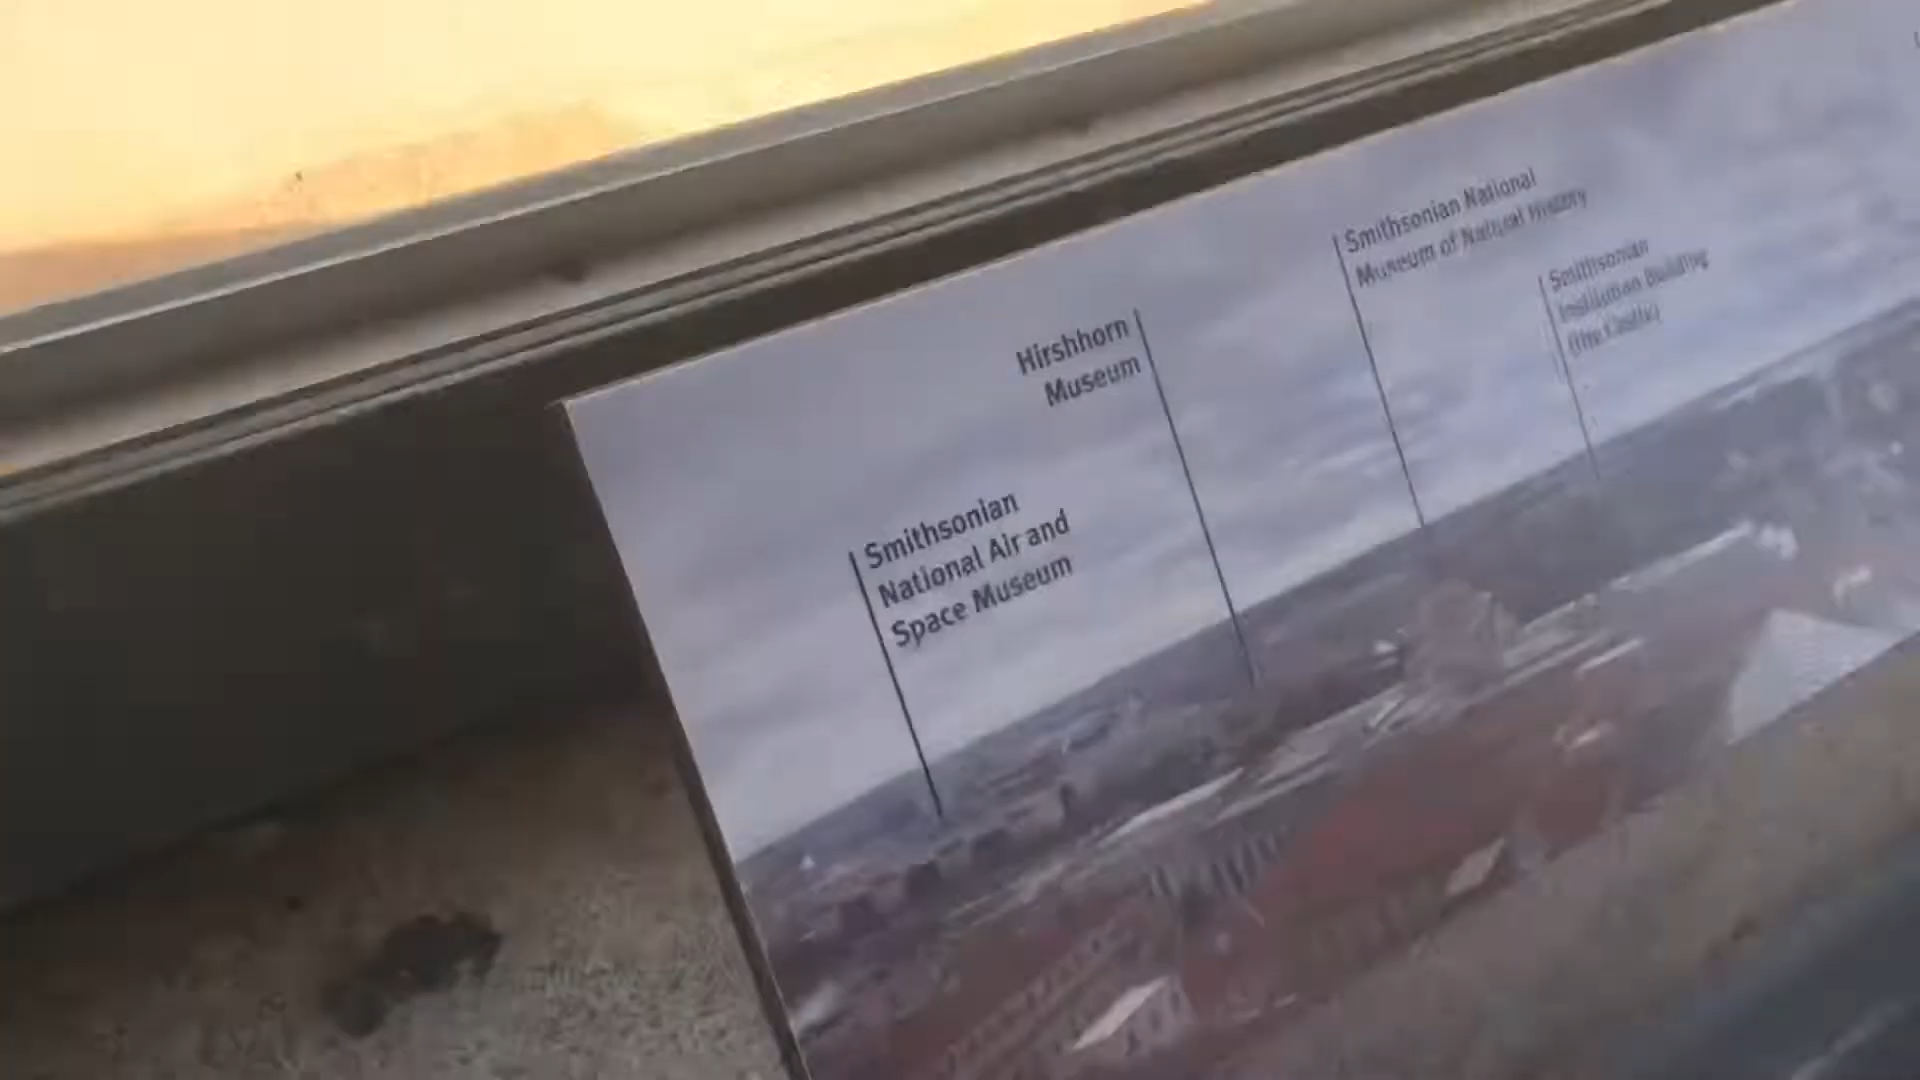 Smithsonian
National Air and
Space Museum
Hirshhorn
Museum
Smithsonian National
Museum of Natural History
Smithsonian
Institution Building
(the Castle)